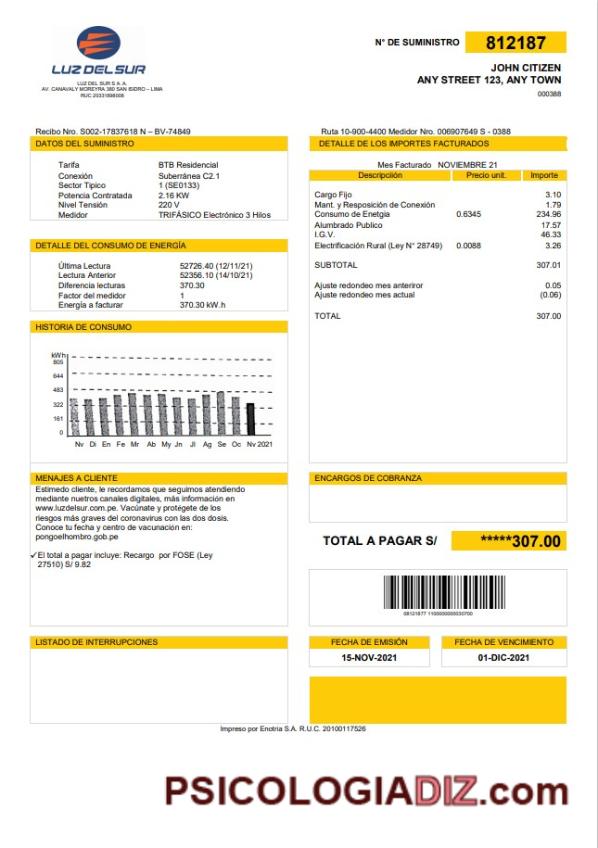 LUZ DEL SUR
LUZ DEL SUR S.A.A.
AV. CANAVALY MOREYRA 380 SAN ISIDRO – LIMA
RUC 20331898008
N° DE SUMINISTRO 812187
JOHN CITIZEN
ANY STREET 123, ANY TOWN
000388
Recibo Nro. S002-17837618 N – BV-74849
DATOS DEL SUMINISTRO
Tarifa BTB Residencial
Conexión Suberránea C2.1
Sector Tipico 1 (SE0133)
Potencia Contratada 2.16 KW
Nivel Tensión 220 V
Medidor TRIFÁSICO Electrónico 3 Hilos
DETALLE DEL CONSUMO DE ENERGÍA
Última Lectura 52726.40 (12/11/21)
Lectura Anterior 52356.10 (14/10/21)
Diferencia lecturas 370.30
Factor del medidor 1
Energía a facturar 370.30 kW.h
HISTORIA DE CONSUMO
kWh
805
644
483
322
161
0
Nv Di En Fe Mr Ab My Jn Jl Ag Se Oc Nv 2021
Ruta 10-900-4400 Medidor Nro. 006907649 S - 0388
DETALLE DE LOS IMPORTES FACTURADOS
Mes Facturado NOVIEMBRE 21
Descripción Precio unit. Importe
Cargo Fijo 3.10
Mant. y Resposición de Conexión 1.79
Consumo de Enetgia 0.6345 234.96
Alumbrado Publico 17.57
I.G.V. 46.33
Electrificación Rural (Ley N° 28749) 0.0088 3.26
SUBTOTAL 307.01
Ajuste redondeo mes anteriror 0.05
Ajuste redondeo mes actual (0.06)
TOTAL 307.00
MENAJES A CLIENTE
Estimedo cliente, le recordamos que seguimos atendiendo
mediante nuetros canales digitales, más información en
www.luzdelsur.com.pe. Vacúnate y protégete de los
riesgos más graves del coronavirus con las dos dosis.
Conoce tu fecha y centro de vacunación en:
pongoelhombro.gob.pe
✓El total a pagar incluye: Recargo por FOSE (Ley
27510) S/ 9.82
ENCARGOS DE COBRANZA
TOTAL A PAGAR S/ *****307.00
LISTADO DE INTERRUPCIONES
FECHA DE EMISIÓN FECHA DE VENCIMIENTO
15-NOV-2021 01-DIC-2021
Impreso por Enotria S.A. R.U.C. 20100117526
PSICOLOGIADIZ.com